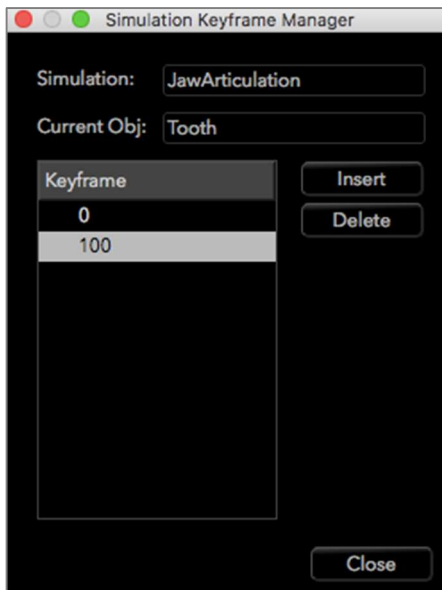 Simulation Keyframe Manager
Simulation: JawArticulation
Current Obj: Tooth
Keyframe
Insert
0
Delete
100
Close